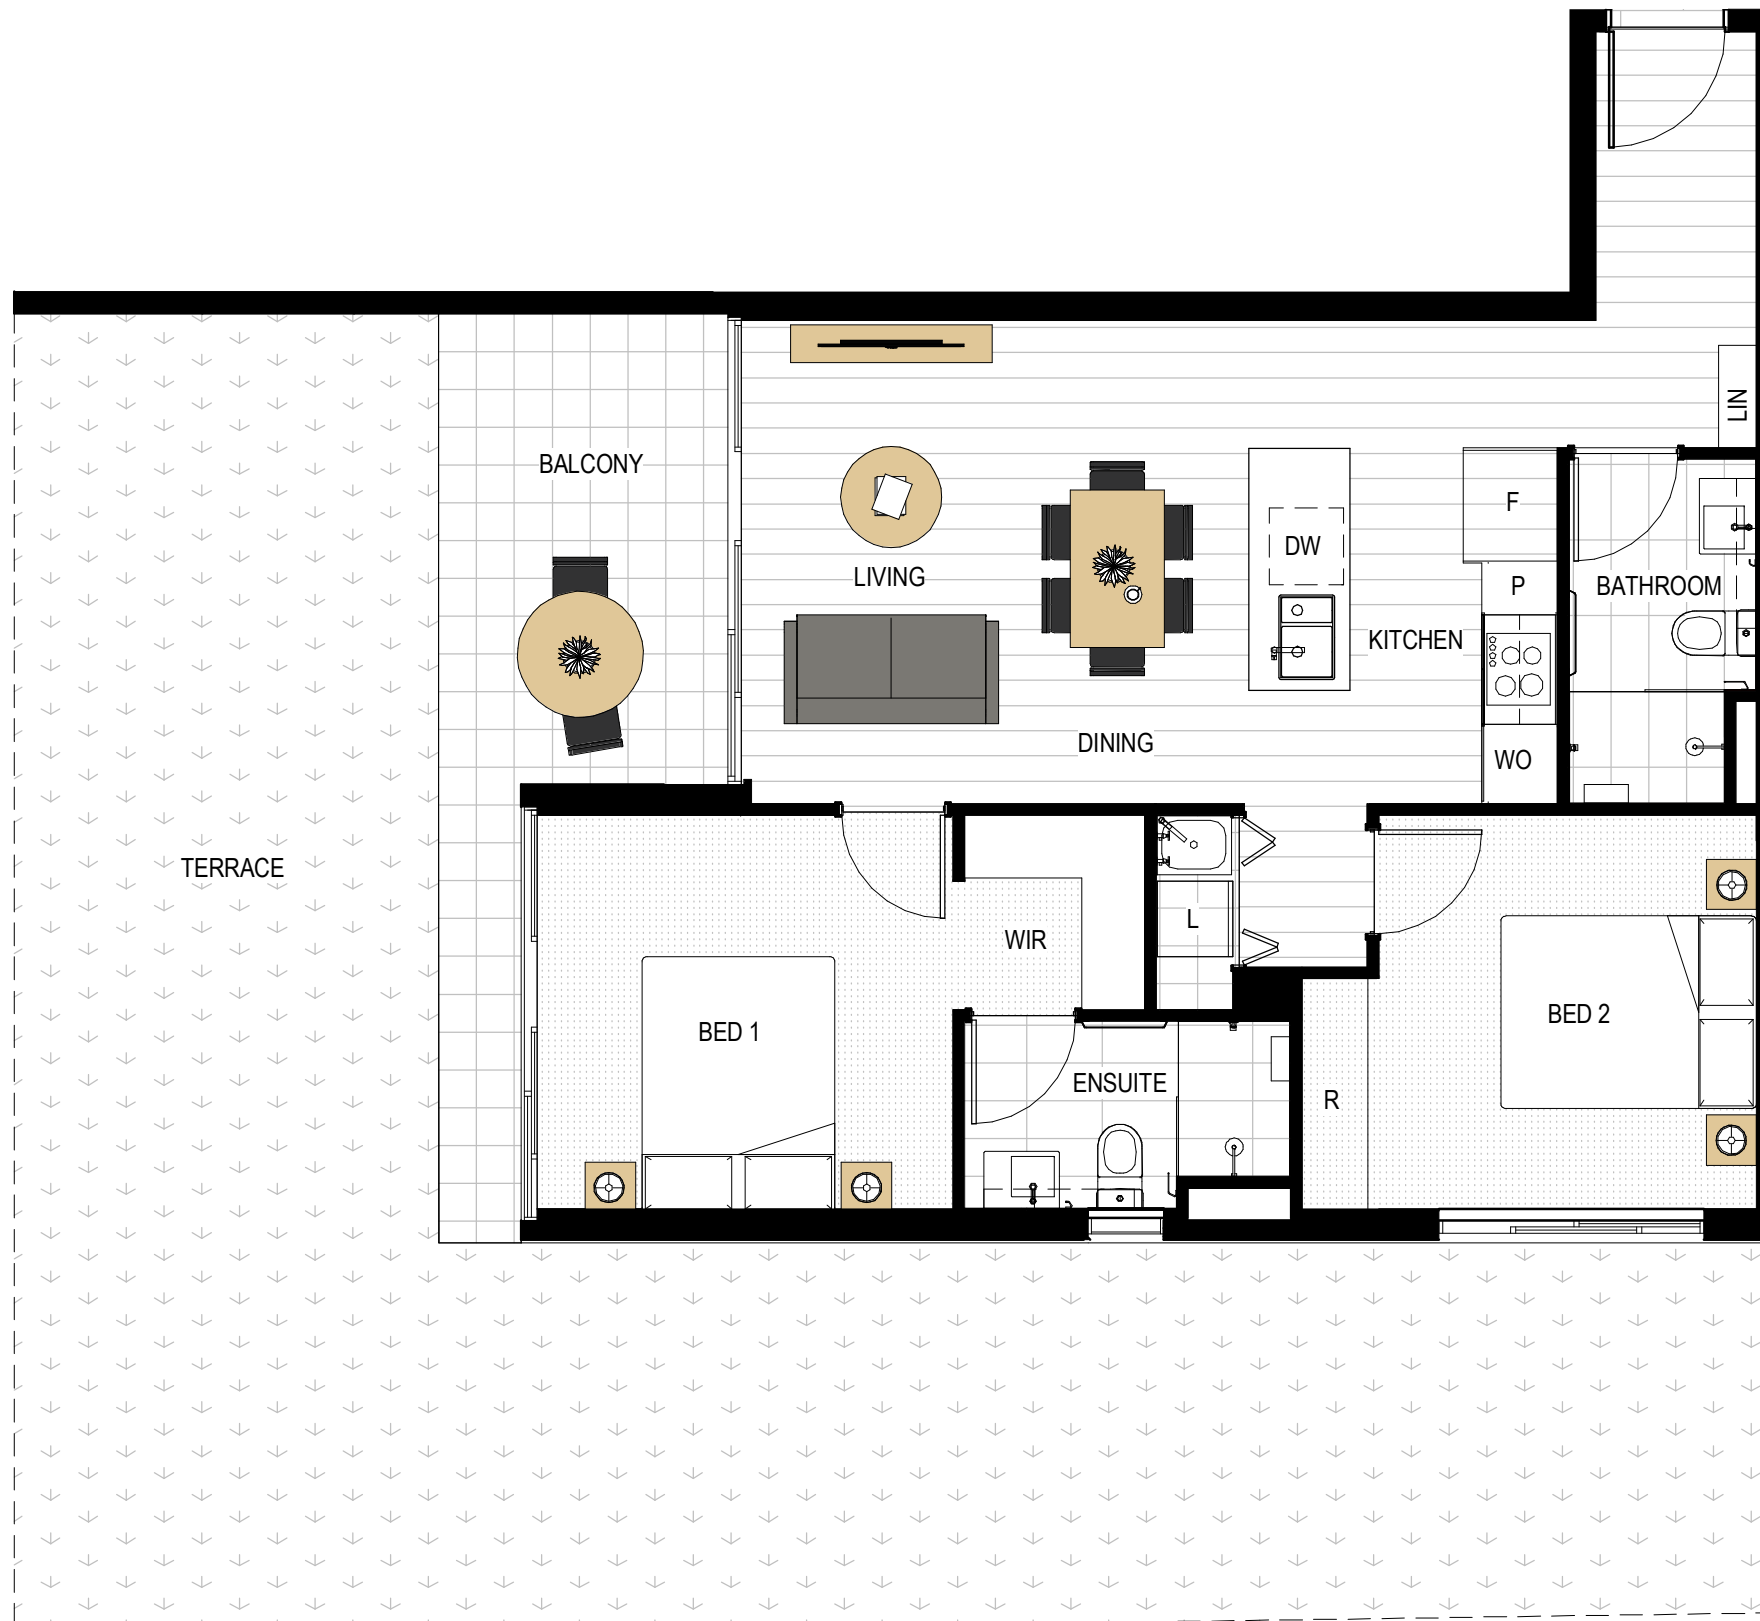 LIN
BALCONY
F
DW
LIVING
P
BATHROOM
KITCHEN
DINING
WO
TERRACE
L
WIR
BED 2
BED 1
ENSUITE
R